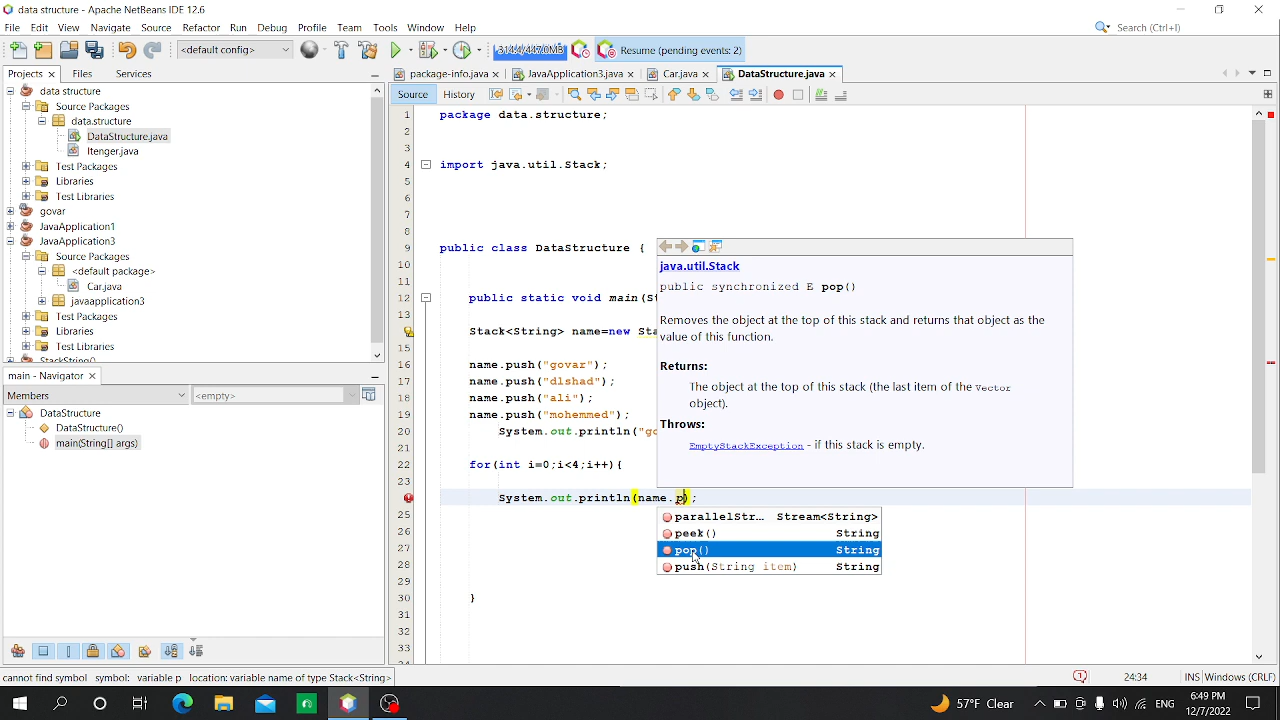 data structure - Apache NetBeans IDE 12.6
File Edit View Navigate Source Refactor Run Debug Profile Team Tools Window Help
Search (Ctrl+I)
<default config>
314.4/447.0MB
Resume (pending events: 2)
Projects Files Services
package-info.java JavaApplication3.java Car.java DataStructure.java
Source History
data structure
Source Packages
data.structure
DataStructure.java
Itenger.java
Test Packages
Libraries
Test Libraries
govar
JavaApplication1
JavaApplication3
Source Packages
<default package>
Car.java
javaapplication3
Test Packages
Libraries
Test Libraries
StackString()
main - Navigator
Members
<empty>
DataStructure
DataStructure()
main(String[] args)
1 package data.structure;
2
3
4 import java.util.Stack;
5
6
7
8
9 public class DataStructure {
10
11
12 public static void main(St
13
Stack<String> name=new Sta
15
16 name.push("govar");
17 name.push("dlshad");
18 name.push("ali");
19 name.push("mohemmed");
20 System.out.println("go
21
22 for(int i=0;i<4;i++){
23
System.out.println(name.p);
25
26
27
28
29
30 }
31
32
33
34
java.util.Stack
public synchronized E pop()
Removes the object at the top of this stack and returns that object as the
value of this function.
Returns:
The object at the top of this stack (the last item of the Vector
object).
Throws:
EmptyStackException - if this stack is empty.
parallelStr... Stream<String>
peek() String
pop() String
push(String item) String
cannot find symbol symbol: variable p location: variable name of type Stack<String>
1
24:34
INS
Windows (CRLF)
57°F Clear
ENG
6:49 PM
12/7/2022